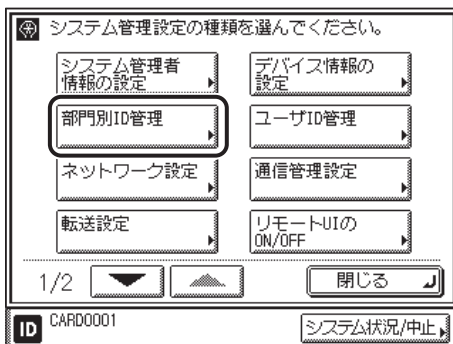 システム管理設定の種類を選んでください。
システム管理者
情報の設定
デバイス情報の
設定
部門別ID管理
ユーザID管理
ネットワーク設定
通信管理設定
転送設定
リモートUIの
ON/OFF
1/2
閉じる
ID CARD0001
システム状況/中止